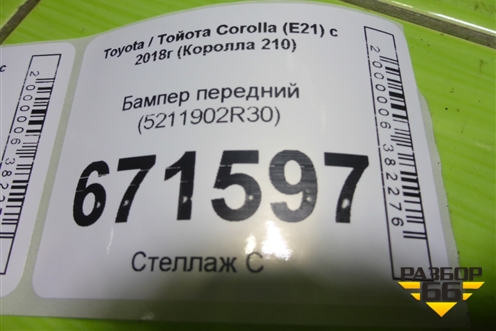 Toyota / Тойота Corolla (E21) с
2018г (Королла 210)
Бампер передний
(5211902R30)
671597
Стеллаж С
2000006382276
с
РАЗБОР
66